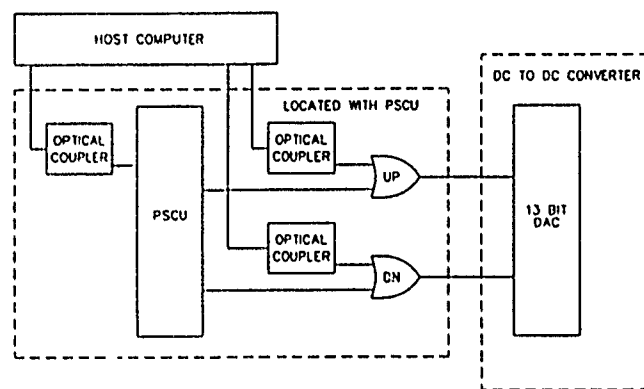 HOST COMPUTER
DC TO DC CONVERTER
LOCATED WITH PSCU
OPTICAL
COUPLER
PSCU
OPTICAL
COUPLER
UP
OPTICAL
COUPLER
DN
13 BIT
DAC